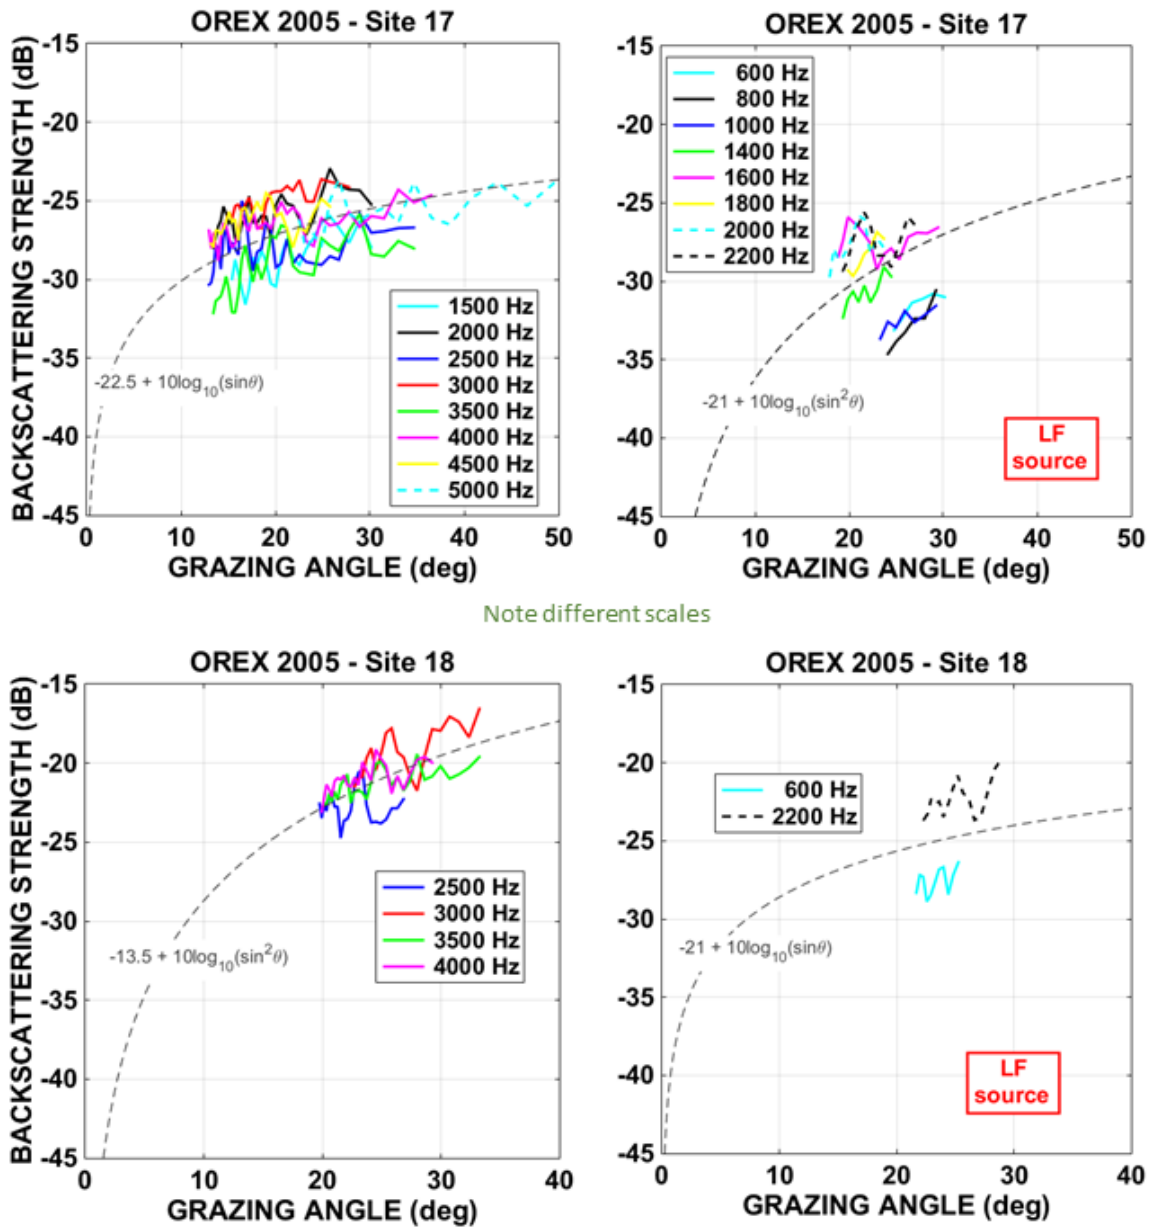 OREX 2005 - Site 17
BACKSCATTERING STRENGTH (dB)
-15
-20
-25
-30
-35
-40
-45
-22.5 + 10log10(sinθ)
1500 Hz
2000 Hz
2500 Hz
3000 Hz
3500 Hz
4000 Hz
4500 Hz
5000 Hz
0 10 20 30 40 50
GRAZING ANGLE (deg)
OREX 2005 - Site 17
-15
-20
-25
-30
-35
-40
-45
600 Hz
800 Hz
1000 Hz
1400 Hz
1600 Hz
1800 Hz
2000 Hz
2200 Hz
-21 + 10log10(sin2θ)
LF
source
0 10 20 30 40 50
GRAZING ANGLE (deg)
Note different scales
OREX 2005 - Site 18
BACKSCATTERING STRENGTH (dB)
-15
-20
-25
-30
-35
-40
-45
2500 Hz
3000 Hz
3500 Hz
4000 Hz
-13.5 + 10log10(sin2θ)
0 10 20 30 40
GRAZING ANGLE (deg)
OREX 2005 - Site 18
-15
-20
-25
-30
-35
-40
-45
600 Hz
2200 Hz
-21 + 10log10(sinθ)
LF
source
0 10 20 30 40
GRAZING ANGLE (deg)